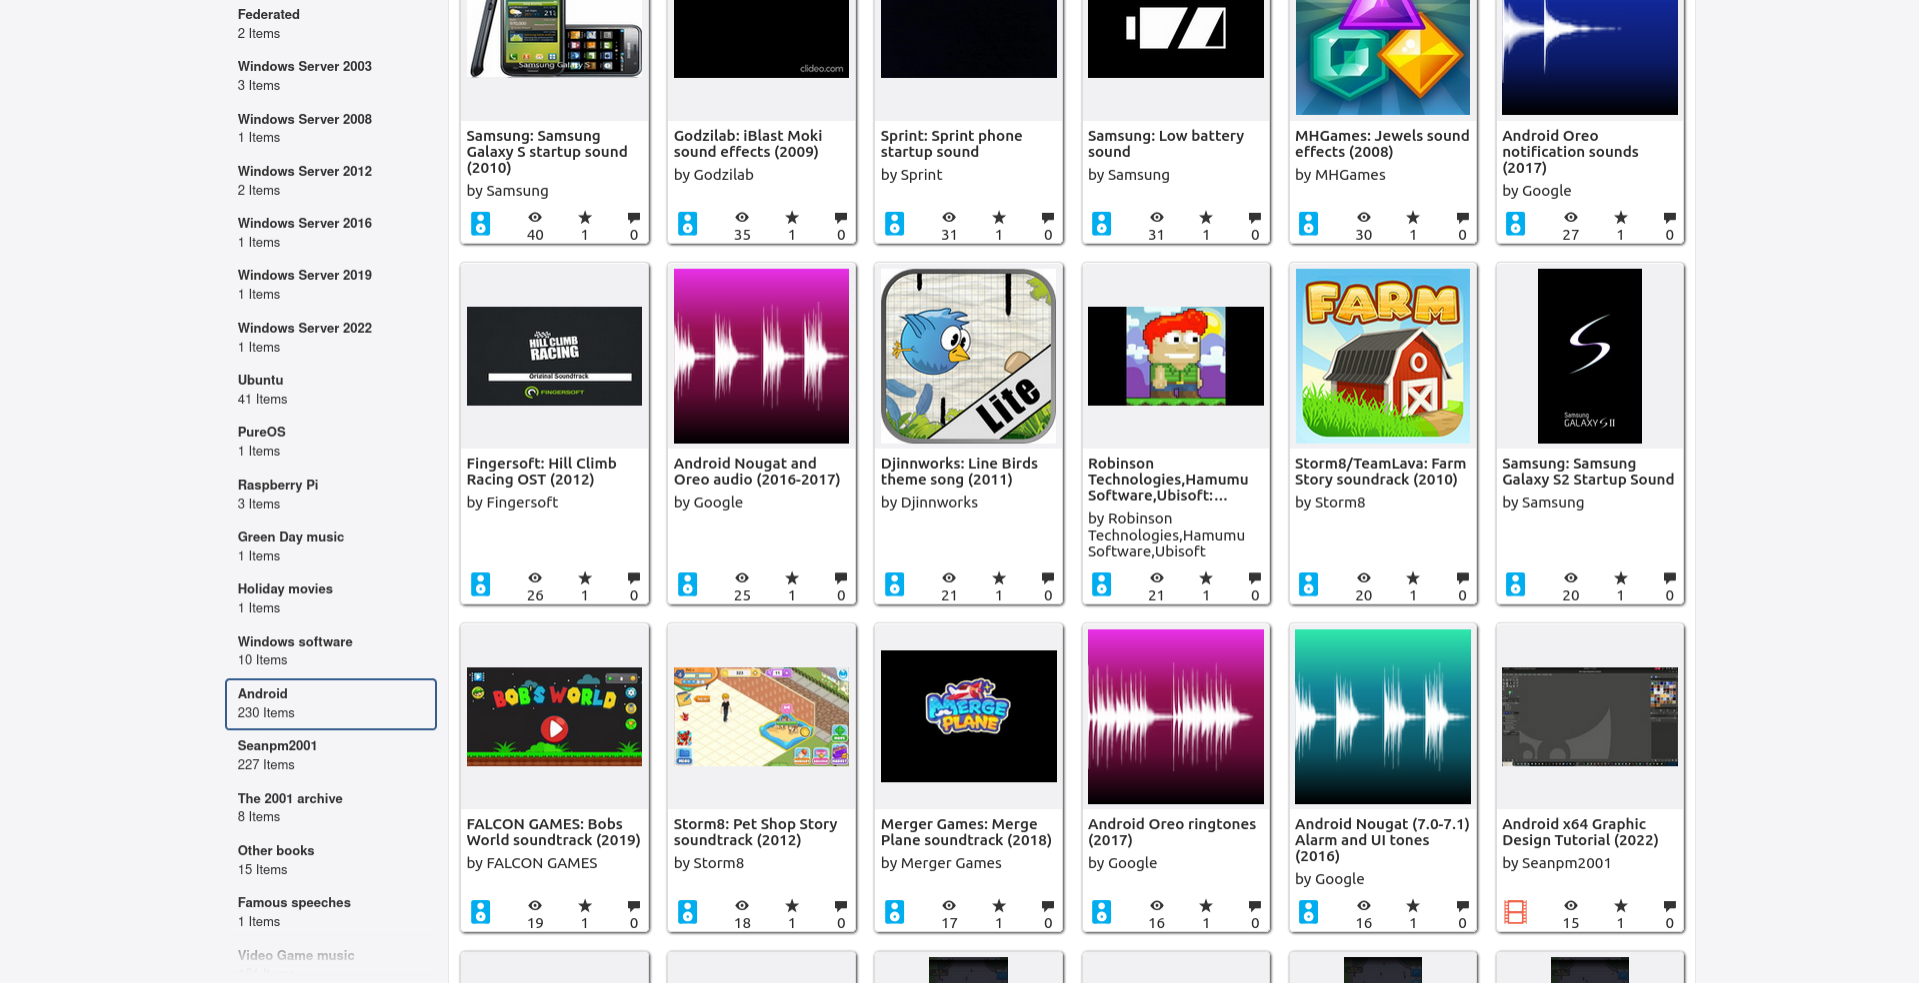 Federated
2 Items
Windows Server 2003
3 Items
Windows Server 2008
1 Items
Windows Server 2012
2 Items
Windows Server 2016
1 Items
Windows Server 2019
1 Items
Windows Server 2022
1 Items
Ubuntu
41 Items
PureOS
1 Items
Raspberry Pi
3 Items
Green Day music
1 Items
Holiday movies
1 Items
Windows software
10 Items
Android
230 Items
Seanpm2001
227 Items
The 2001 archive
8 Items
Other books
15 Items
Famous speeches
1 Items
Video Game music
Samsung Galaxy S
clideo.com
Samsung: Samsung
Galaxy S startup sound
(2010)
by Samsung
40 1 0
Godzilab: iBlast Moki
sound effects (2009)
by Godzilab
35 1 0
Sprint: Sprint phone
startup sound
by Sprint
31 1 0
Samsung: Low battery
sound
by Samsung
31 1 0
MHGames: Jewels sound
effects (2008)
by MHGames
30 1 0
Android Oreo
notification sounds
(2017)
by Google
27 1 0
HILL CLIMB
RACING
Original Soundtrack
FINGERSOFT
Fingersoft: Hill Climb
Racing OST (2012)
by Fingersoft
26 1 0
Android Nougat and
Oreo audio (2016-2017)
by Google
25 1 0
Lite
Djinnworks: Line Birds
theme song (2011)
by Djinnworks
21 1 0
Robinson
Technologies,Hamumu
Software,Ubisoft:...
by Robinson
Technologies,Hamumu
Software,Ubisoft
21 1 0
FARM
Storm8/TeamLava: Farm
Story soundrack (2010)
by Storm8
20 1 0
Samsung
GALAXY S II
Samsung: Samsung
Galaxy S2 Startup Sound
by Samsung
20 1 0
BOB'S WORLD
FALCON GAMES: Bobs
World soundtrack (2019)
by FALCON GAMES
19 1 0
Storm8: Pet Shop Story
soundtrack (2012)
by Storm8
18 1 0
MERGE
PLANE
Merger Games: Merge
Plane soundtrack (2018)
by Merger Games
17 1 0
Android Oreo ringtones
(2017)
by Google
16 1 0
Android Nougat (7.0-7.1)
Alarm and UI tones
(2016)
by Google
16 1 0
Android x64 Graphic
Design Tutorial (2022)
by Seanpm2001
15 1 0